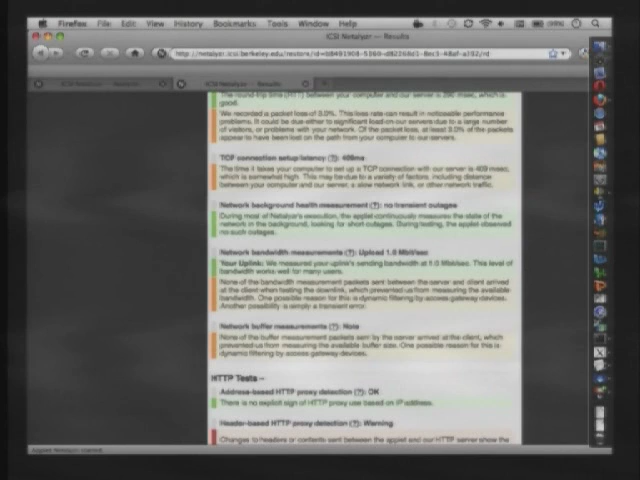 Firefox File Edit View History Bookmarks Tools Window Help
ICSI Netalyzr — Results
ICSI Netalyzr — Results
The round-trip time (RTT) between your computer and our server is 290 msec, which is
good.
We recorded a packet loss of 3.0%. This loss rate can result in noticeable performance
problems. It could be due either to significant load on our servers due to a large number
of visitors, or problems with your network. Of the packet loss, at least 3.0% of the packets
appear to have been lost on the path from your computer to our servers.
TCP connection setup latency (?): 409ms
The time it takes your computer to set up a TCP connection with our server is 409 msec,
which is somewhat high. This may be due to a variety of factors, including distance
between your computer and our server, a slow network link, or other network traffic.
Network background health measurement (?): no transient outages
During most of Netalyzr's execution, the applet continuously measures the state of the
network in the background, looking for short outages. During testing, the applet observed
no such outages.
Network bandwidth measurements (?): Upload 1.0 Mbit/sec
Your Uplink: We measured your uplink's sending bandwidth at 1.0 Mbit/sec. This level of
bandwidth works well for many users.
None of the bandwidth measurement packets sent between the server and client arrived
at the client when testing the downlink, which prevented us from measuring the available
bandwidth. One possible reason for this is dynamic filtering by access gateway devices.
Another possibility is simply a transient error.
Network buffer measurements (?): Note
None of the buffer measurement packets sent by the server arrived at the client, which
prevented us from measuring the available buffer size. One possible reason for this is
dynamic filtering by access gateway devices.
HTTP Tests –
Address-based HTTP proxy detection (?): OK
There is no explicit sign of HTTP proxy use based on IP address.
Header-based HTTP proxy detection (?): Warning
Changes to headers or contents sent between the applet and our HTTP server show the
Applet Netalyzr started